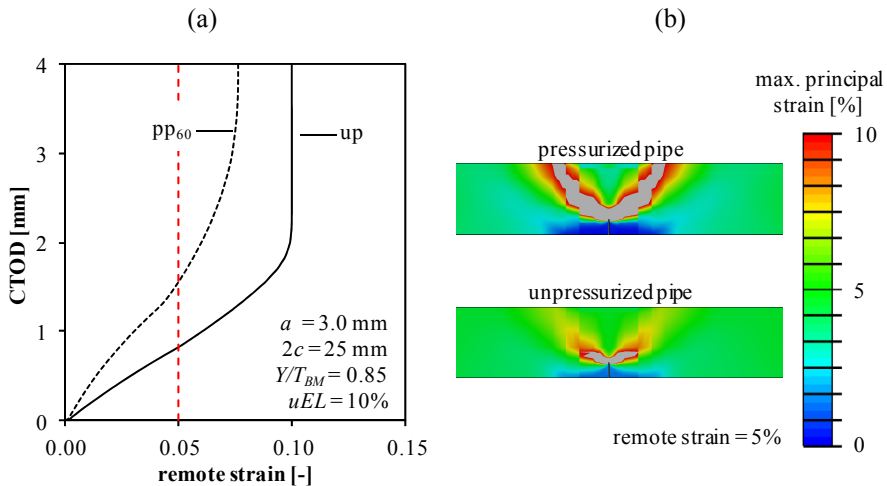 (a)
(b)
4
3
2
1
0
CTOD [mm]
pp₆₀
up
a = 3.0 mm
2c = 25 mm
Y/T_BM = 0.85
uEL = 10%
0.00
0.05
0.10
0.15
remote strain [-]
max. principal
strain [%]
pressurized pipe
10
5
0
unpressurized pipe
remote strain = 5%